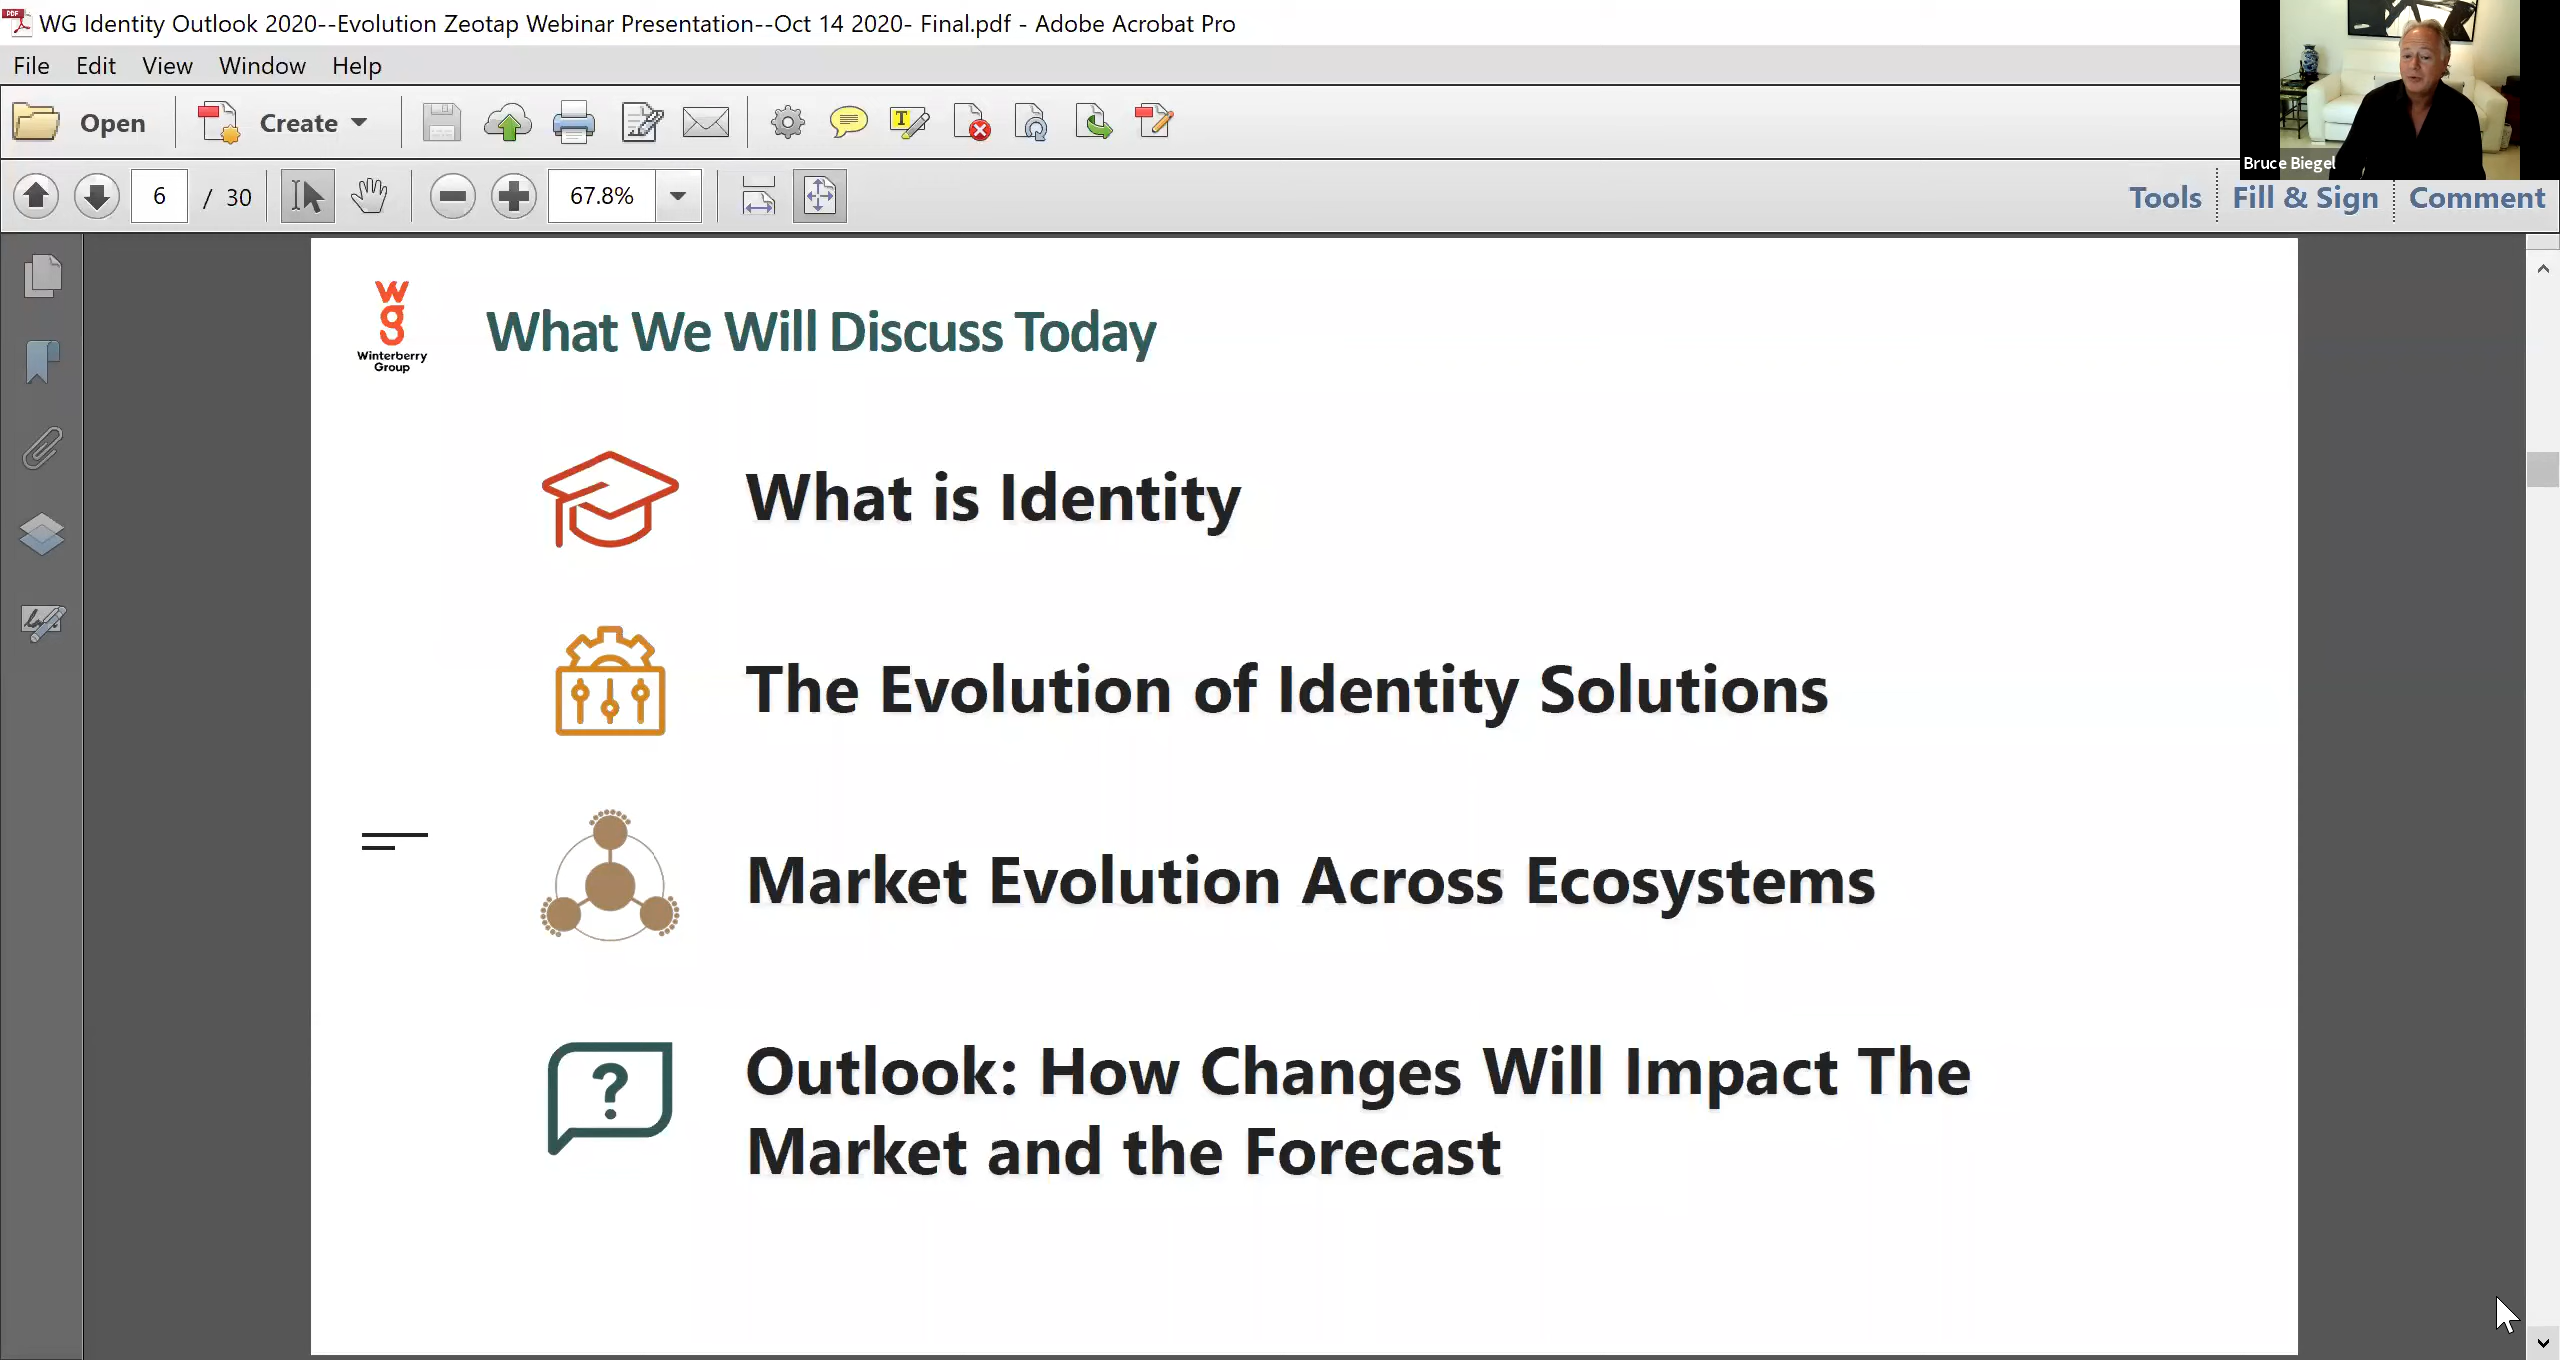 WG Identity Outlook 2020--Evolution Zeotap Webinar Presentation--Oct 14 2020- Final.pdf - Adobe Acrobat Pro
File Edit View Window Help
Open Create
6 / 30 67.8% Tools Fill & Sign Comment
Bruce Biegel
wg
Winterberry
Group
What We Will Discuss Today
What is Identity
The Evolution of Identity Solutions
Market Evolution Across Ecosystems
?
Outlook: How Changes Will Impact The
Market and the Forecast